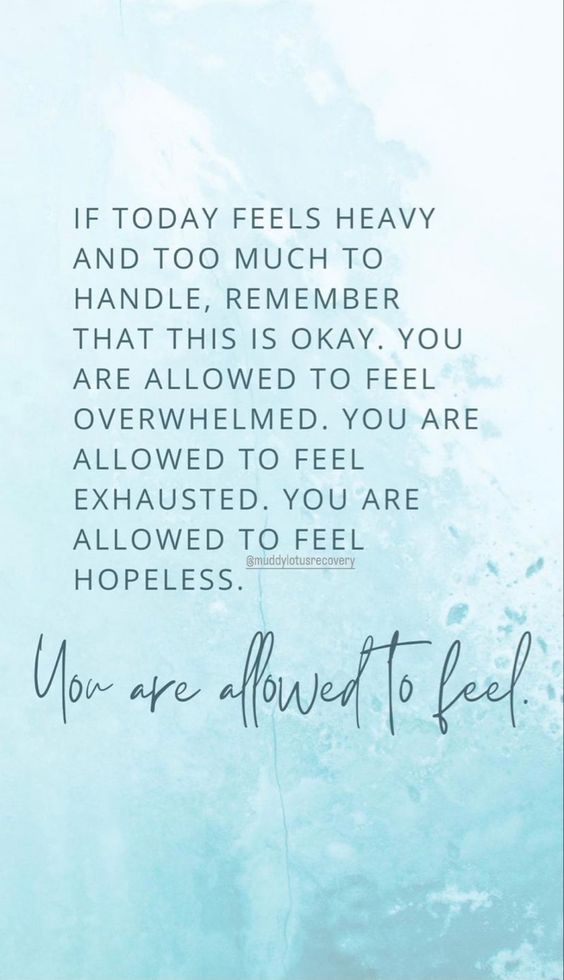 IF TODAY FEELS HEAVY
AND TOO MUCH TO
HANDLE, REMEMBER
THAT THIS IS OKAY. YOU
ARE ALLOWED TO FEEL
OVERWHELMED. YOU ARE
ALLOWED TO FEEL
EXHAUSTED. YOU ARE
ALLOWED TO FEEL
@muddylotusrecovery
HOPELESS.
You are allowed to feel.